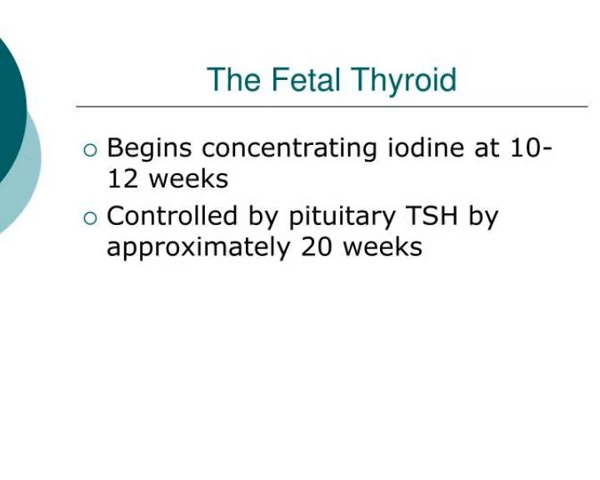 The Fetal Thyroid
Begins concentrating iodine at 10-
12 weeks
Controlled by pituitary TSH by
approximately 20 weeks